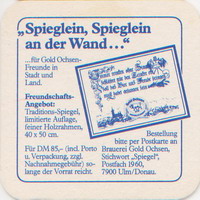 „Spieglein, Spieglein
an der Wand...“
...für Gold Ochsen-
Freunde in
Stadt und
Land.
Freundschafts-
Angebot:
Traditions-Spiegel,
limitierte Auflage,
feiner Holzrahmen,
40 x 50 cm.
Für DM 85,- (incl. Porto
u. Verpackung, zzgl.
Nachnahmegebühr) so-
lange der Vorrat reicht.
Bestellung
bitte per Postkarte an
Brauerei Gold Ochsen,
Stichwort „Spiegel“,
Postfach 1960,
7900 Ulm/Donau.